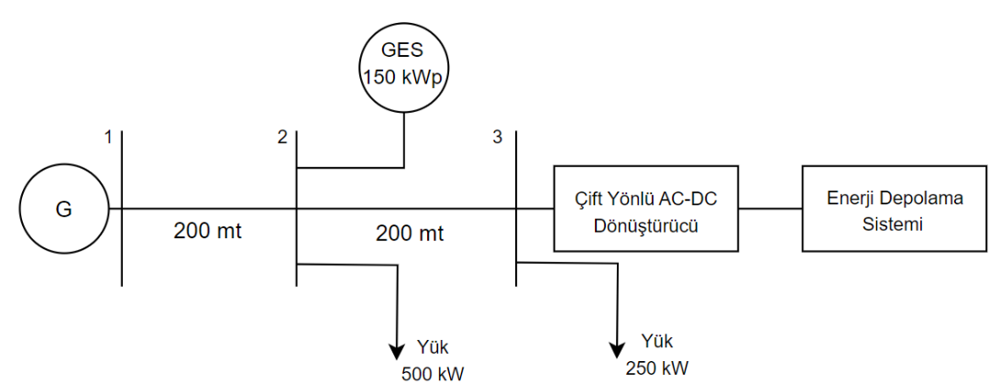 GES
150 kWp
1
2
3
G
200 mt
200 mt
Çift Yönlü AC-DC
Dönüştürücü
Enerji Depolama
Sistemi
Yük
500 kW
Yük
250 kW